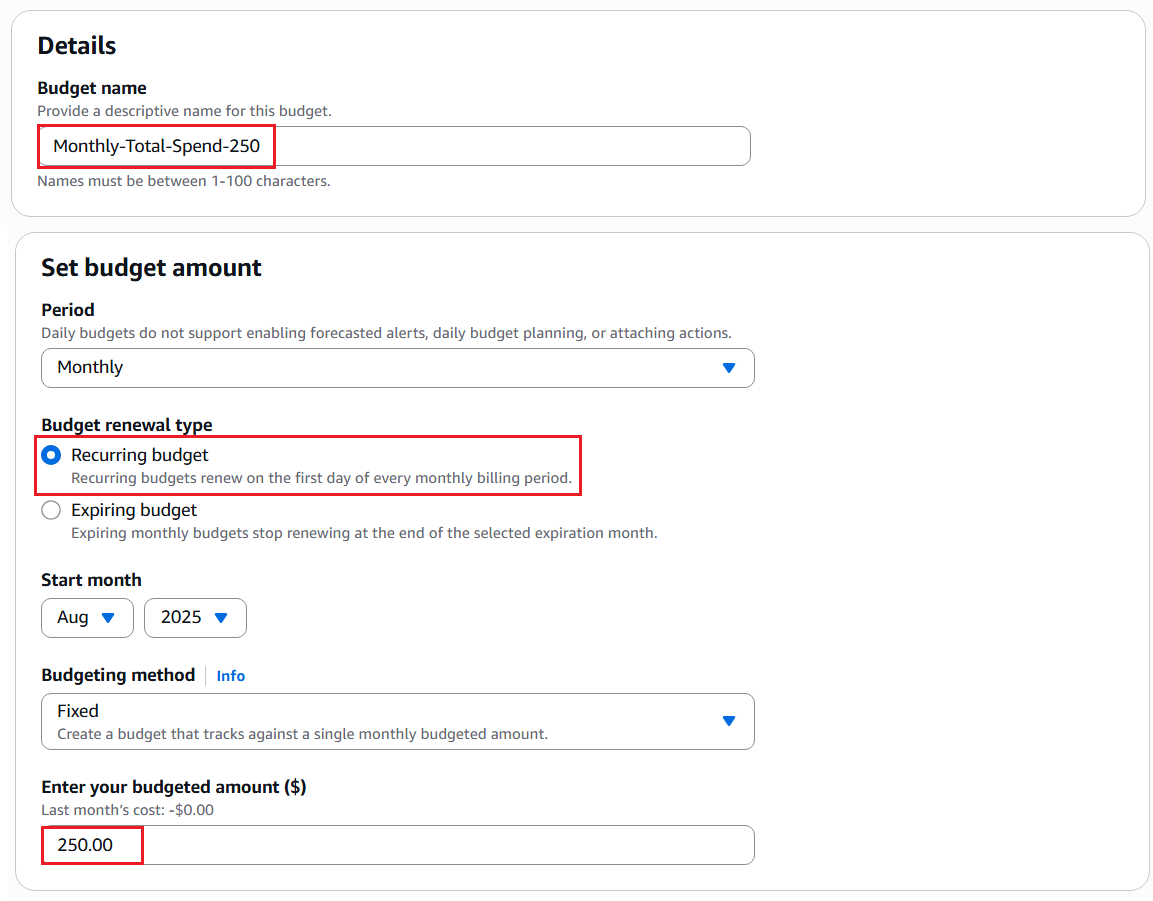 Details
Budget name
Provide a descriptive name for this budget.
Monthly-Total-Spend-250
Names must be between 1-100 characters.
Set budget amount
Period
Daily budgets do not support enabling forecasted alerts, daily budget planning, or attaching actions.
Monthly
Budget renewal type
Recurring budget
Recurring budgets renew on the first day of every monthly billing period.
Expiring budget
Expiring monthly budgets stop renewing at the end of the selected expiration month.
Start month
Aug 2025
Budgeting method Info
Fixed
Create a budget that tracks against a single monthly budgeted amount.
Enter your budgeted amount ($)
Last month's cost: -$0.00
250.00